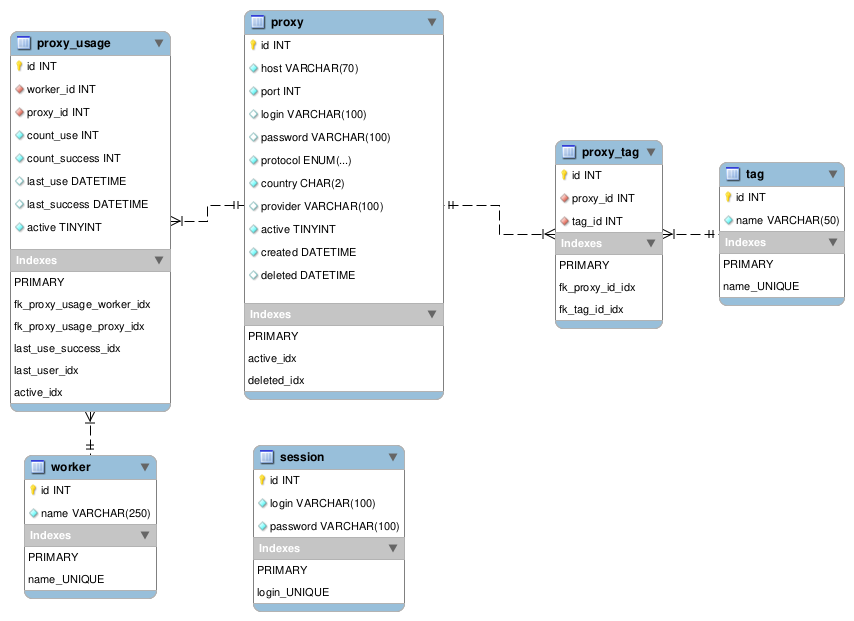 proxy_usage
id INT
worker_id INT
proxy_id INT
count_use INT
count_success INT
last_use DATETIME
last_success DATETIME
active TINYINT
Indexes
PRIMARY
fk_proxy_usage_worker_idx
fk_proxy_usage_proxy_idx
last_use_success_idx
last_user_idx
active_idx
proxy
id INT
host VARCHAR(70)
port INT
login VARCHAR(100)
password VARCHAR(100)
protocol ENUM(...)
country CHAR(2)
provider VARCHAR(100)
active TINYINT
created DATETIME
deleted DATETIME
Indexes
PRIMARY
active_idx
deleted_idx
proxy_tag
id INT
proxy_id INT
tag_id INT
Indexes
PRIMARY
fk_proxy_id_idx
fk_tag_id_idx
tag
id INT
name VARCHAR(50)
Indexes
PRIMARY
name_UNIQUE
worker
id INT
name VARCHAR(250)
Indexes
PRIMARY
name_UNIQUE
session
id INT
login VARCHAR(100)
password VARCHAR(100)
Indexes
PRIMARY
login_UNIQUE